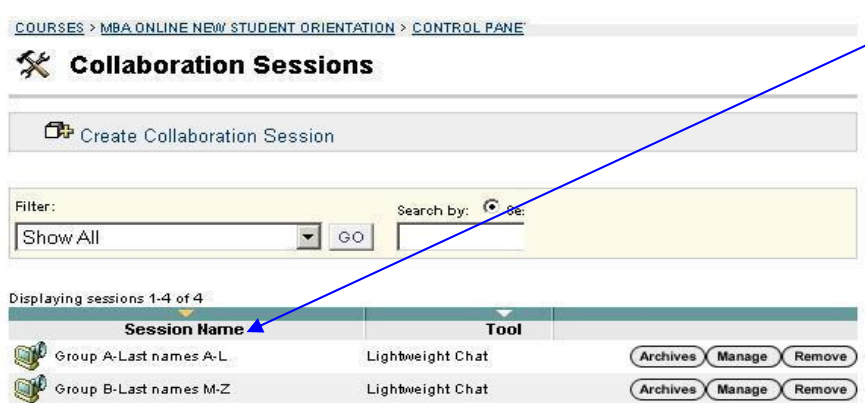 COURSES > MBA ONLINE NEW STUDENT ORIENTATION > CONTROL PANE
Collaboration Sessions
Create Collaboration Session
Filter:
Search by:
Show All GO
Displaying sessions 1-4 of 4
Session Name Tool
Group A-Last names A-L Lightweight Chat Archives Manage Remove
Group B-Last names M-Z Lightweight Chat Archives Manage Remove